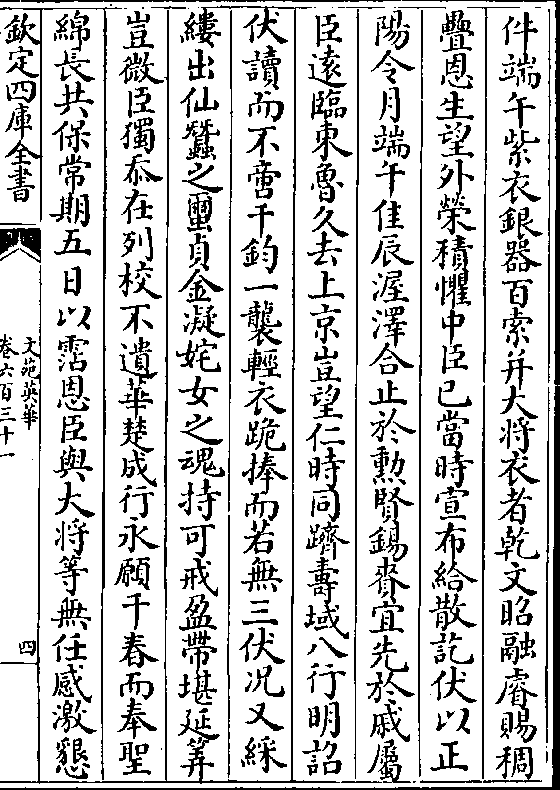 件端午紫衣銀器百索并大將衣者乾文昭融睿賜稠
疊恩生望外榮積懼中臣已當時宣布給散訖伏以正
陽令月端午佳辰渥澤合止於勲賢錫賚宜先於戚屬
臣遠臨東魯久去上京豈望仁時同躋壽域八行明詔
伏讀而不啻千鈞一襲輕衣跪捧而若無三伏况又綵
縷出仙蠶之璽貞金凝姹女之魂持可戒盈帶堪延筭
豈微臣獨忝在列校不遺華楚成行永願千春而奉聖
綿長共保常期五日以霑恩臣與大將等無任感激懇
欽定四庫全書
文苑英華
卷六百三十一
四